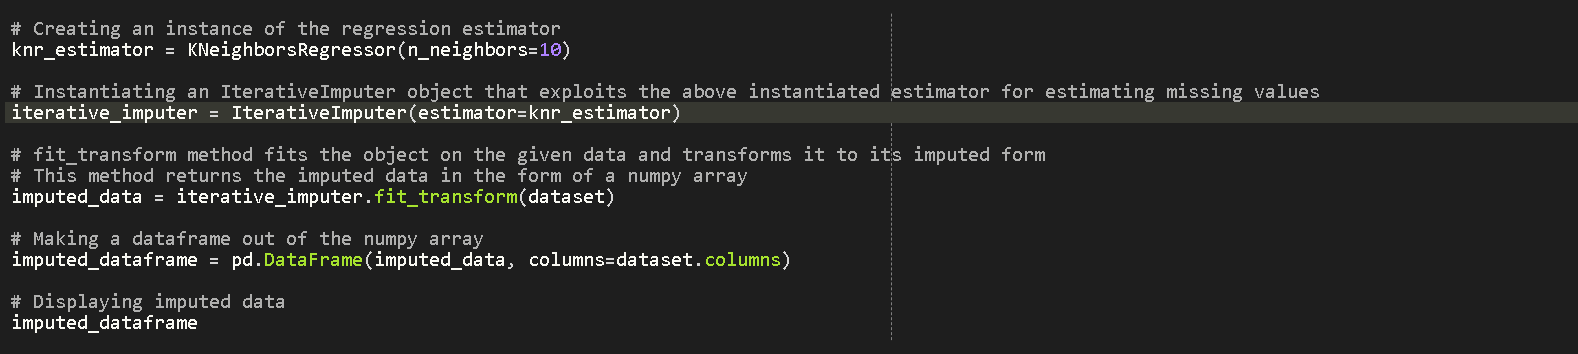 # Creating an instance of the regression estimator
knr_estimator = KNeighborsRegressor(n_neighbors=10)
# Instantiating an IterativeImputer object that exploits the above instantiated estimator for estimating missing values
iterative_imputer = IterativeImputer(estimator=knr_estimator)
# fit_transform method fits the object on the given data and transforms it to its imputed form
# This method returns the imputed data in the form of a numpy array
imputed_data = iterative_imputer.fit_transform(dataset)
# Making a dataframe out of the numpy array
imputed_dataframe = pd.DataFrame(imputed_data, columns=dataset.columns)
# Displaying imputed data
imputed_dataframe